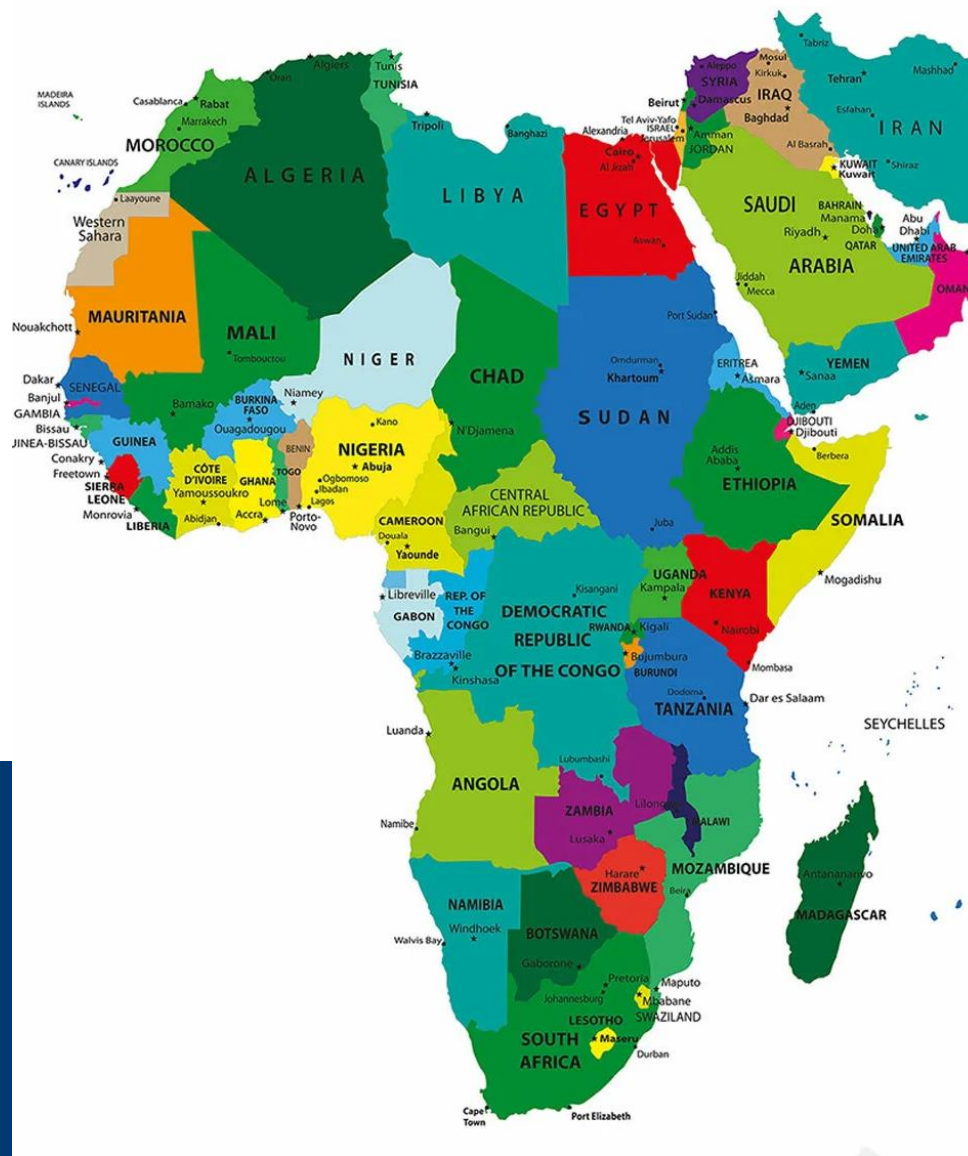 Tabriz
Mashhad
Tehran
Esfahan
IRAN
Shiraz
Mosul
Kirkuk
IRAQ
Baghdad
Al Basrah
Aleppo
SYRIA
Damascus
Beirut
Tel Aviv-Yafo
ISRAEL
Jerusalem
Amman
JORDAN
KUWAIT
Kuwait
SAUDI
ARABIA
Riyadh
Jiddah
Mecca
BAHRAIN
Manama
Doha
QATAR
Abu
Dhabi
UNITED ARAB
EMIRATES
OMAN
YEMEN
Sanaa
Aden
MADEIRA
ISLANDS
CANARY ISLANDS
Casablanca
Rabat
Marrakech
MOROCCO
Oran
Algiers
ALGERIA
Tunis
TUNISIA
Tripoli
Banghazi
LIBYA
Alexandria
Cairo
Al Jizah
EGYPT
Aswan
Laayoune
Western
Sahara
MAURITANIA
Nouakchott
MALI
Tombouctou
Bamako
NIGER
Niamey
CHAD
N'Djamena
Port Sudan
Omdurman
Khartoum
SUDAN
Juba
ERITREA
Asmara
DJIBOUTI
Djibouti
Berbera
Addis
Ababa
ETHIOPIA
SOMALIA
Mogadishu
Dakar
SENEGAL
Banjul
GAMBIA
Bissau
UINEA-BISSAU
GUINEA
Conakry
Freetown
SIERRA
LEONE
Monrovia
LIBERIA
BURKINA
FASO
Ouagadougou
CÔTE
D'IVOIRE
Yamoussoukro
Abidjan
GHANA
Accra
TOGO
Lome
BENIN
Porto-
Novo
Kano
NIGERIA
Abuja
Ogbomoso
Ibadan
Lagos
CAMEROON
Douala
Yaounde
CENTRAL
AFRICAN REPUBLIC
Bangui
Libreville
GABON
REP. OF
THE
CONGO
Brazzaville
Kinshasa
Kisangani
DEMOCRATIC
REPUBLIC
OF THE CONGO
Lubumbashi
UGANDA
Kampala
KENYA
Nairobi
Mombasa
RWANDA
Kigali
Bujumbura
BURUNDI
Dodoma
TANZANIA
Dar es Salaam
SEYCHELLES
Luanda
ANGOLA
Namibe
ZAMBIA
Lusaka
MALAWI
MOZAMBIQUE
Beira
Harare
ZIMBABWE
Antananarivo
MADAGASCAR
NAMIBIA
Windhoek
Walvis Bay
BOTSWANA
Gaborone
Pretoria
Johannesburg
Maputo
Mbabane
SWAZILAND
LESOTHO
Maseru
SOUTH
AFRICA
Durban
Cape
Town
Port Elizabeth